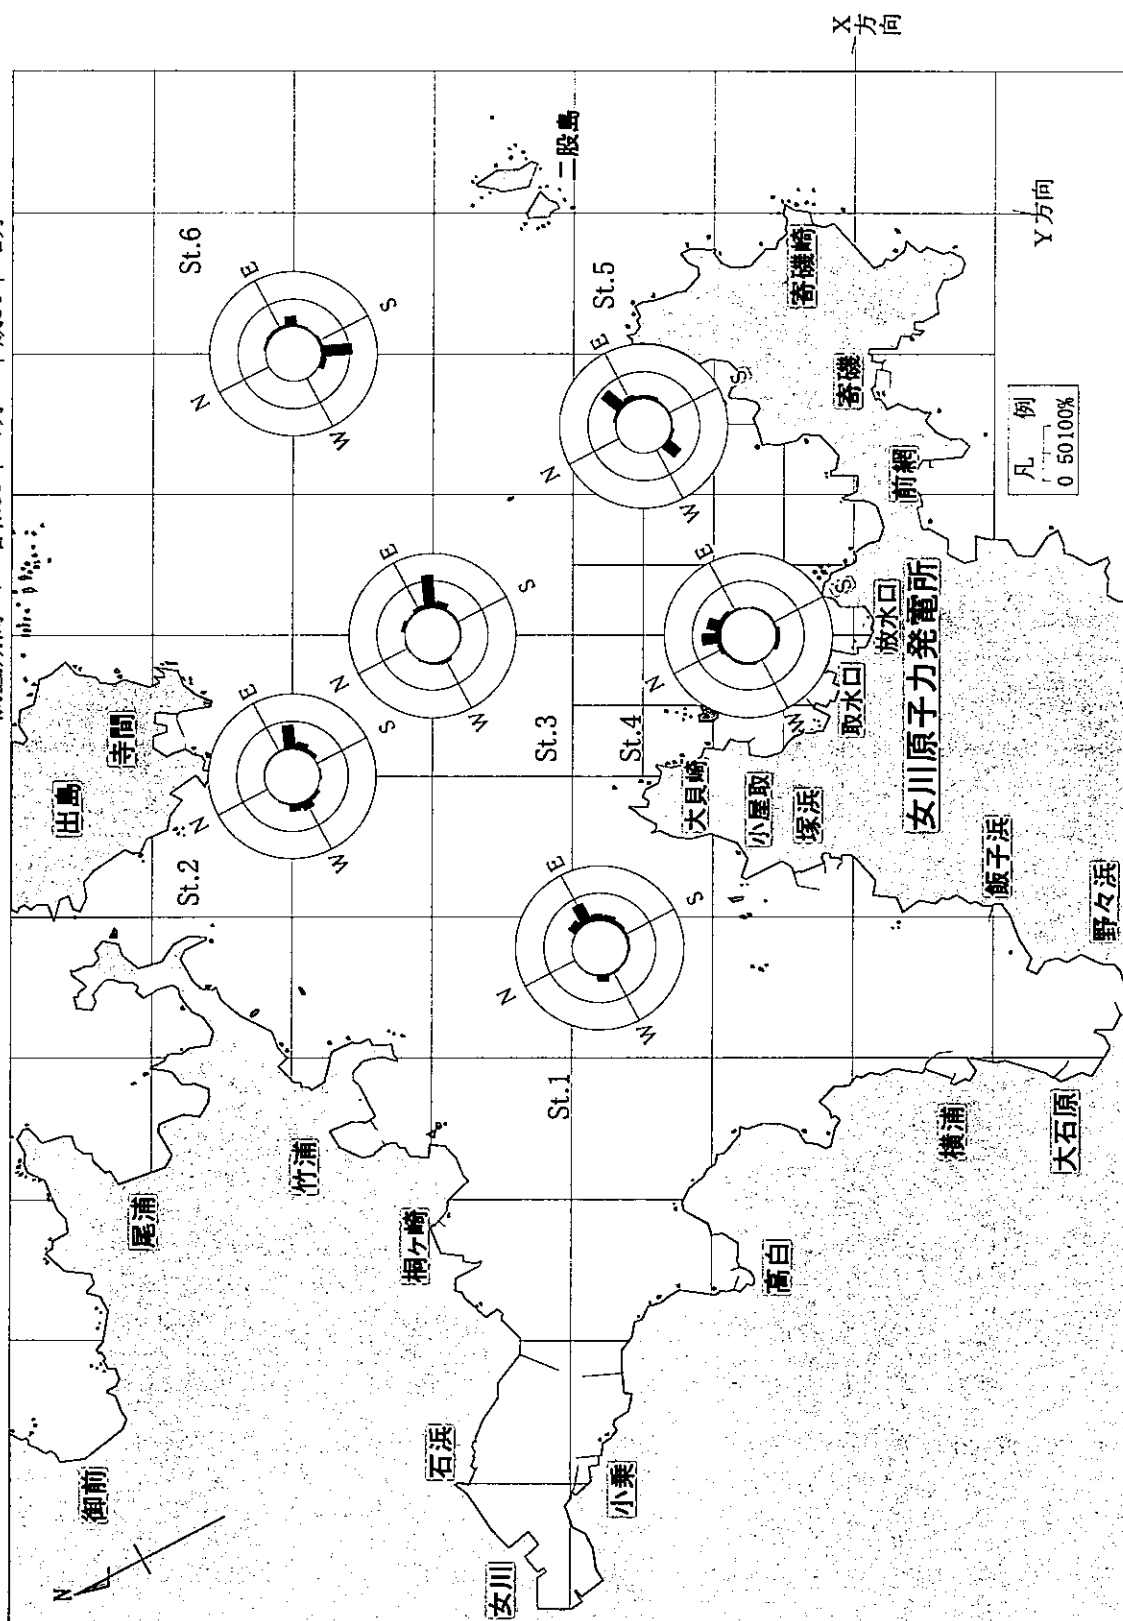 X方向
Y方向
St.6
N
E
S
W
二股島
St.5
N
E
S
W
寄磯崎
寄磯
前網
凡 例
0 50100%
出島
寺間
St.2
N
E
S
W
St.3
N
E
S
W
St.4
N
E
S
W
放水口
取水口
女川原子力発電所
大貝崎
小屋取
塚浜
飯子浜
野々浜
St.1
N
E
S
W
尾浦
竹浦
桐ヶ崎
横浦
大石原
高白
御前
石浜
小乗
女川
N